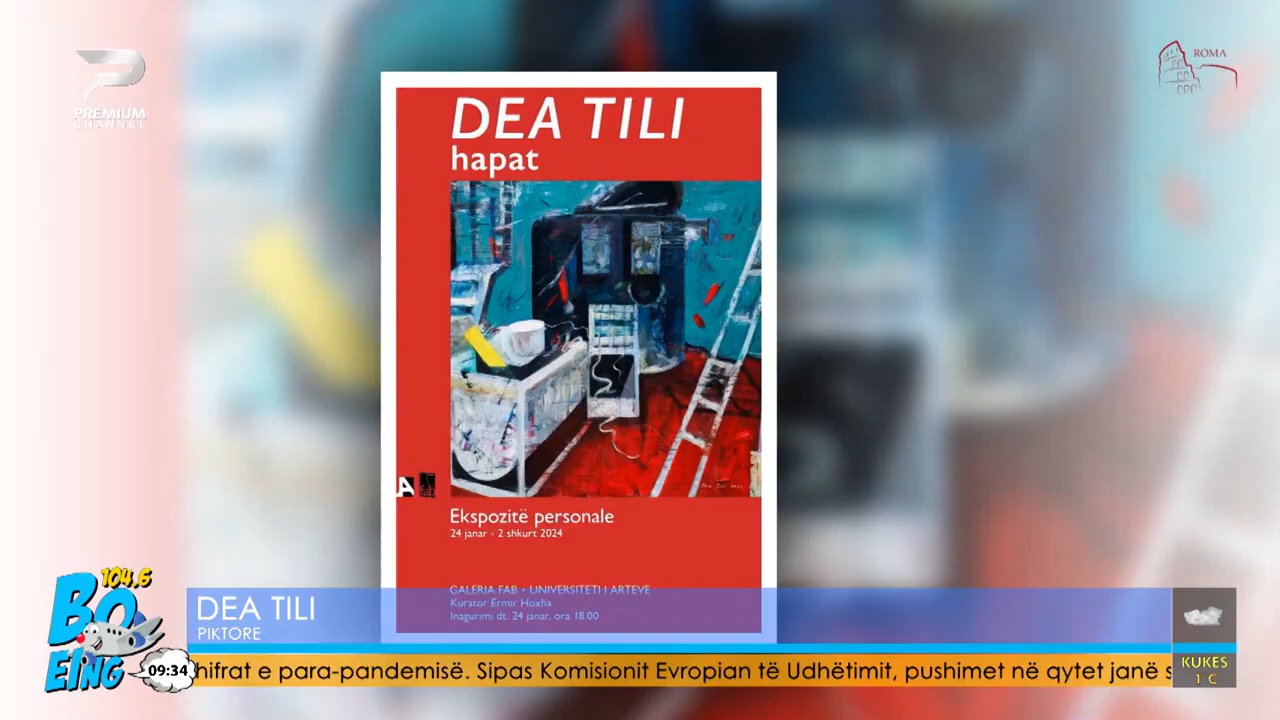 PREMIUM
CHANNEL
ROMA
DEA TILI
hapat
Ekspozitë personale
24 janar - 2 shkurt 2024
GALERIA FAB • UNIVERSITETI I ARTEVE
Kurator Ermir Hoxha
Inagurimi dt. 24 janar, ora 18.00
104.6
BOEING
09:34
DEA TILI
PIKTORE
hifrat e para-pandemisë. Sipas Komisionit Evropian të Udhëtimit, pushimet në qytet janë s
KUKES
1°C